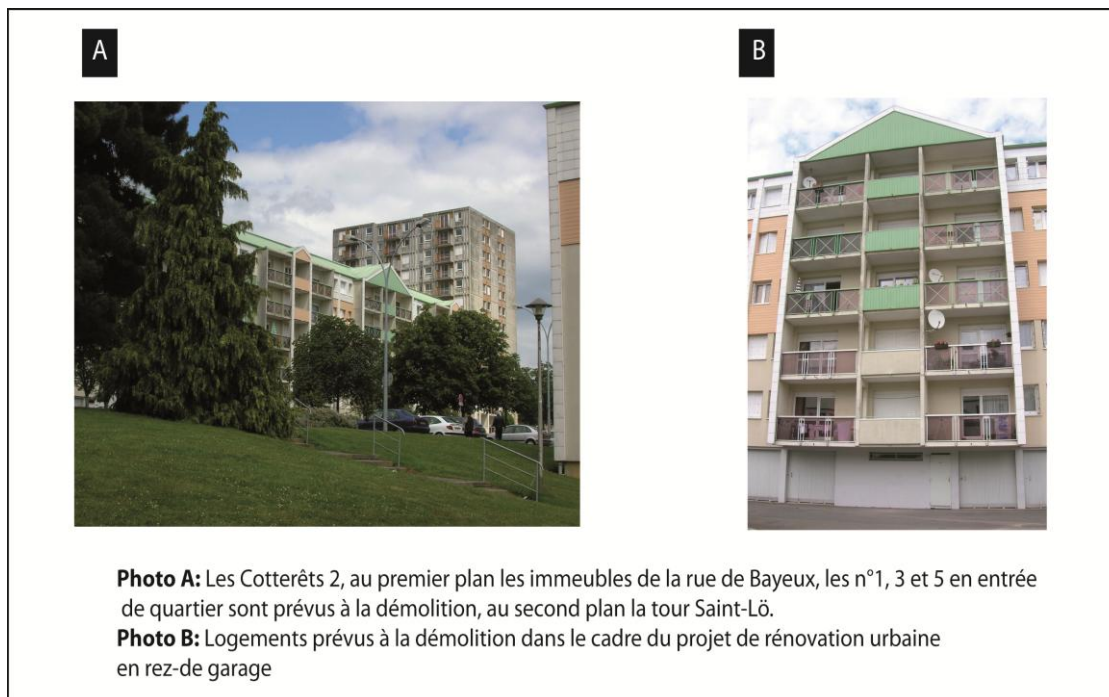 A
B
Photo A: Les Cotterêts 2, au premier plan les immeubles de la rue de Bayeux, les n°1, 3 et 5 en entrée
de quartier sont prévus à la démolition, au second plan la tour Saint-Lö.
Photo B: Logements prévus à la démolition dans le cadre du projet de rénovation urbaine
en rez-de garage